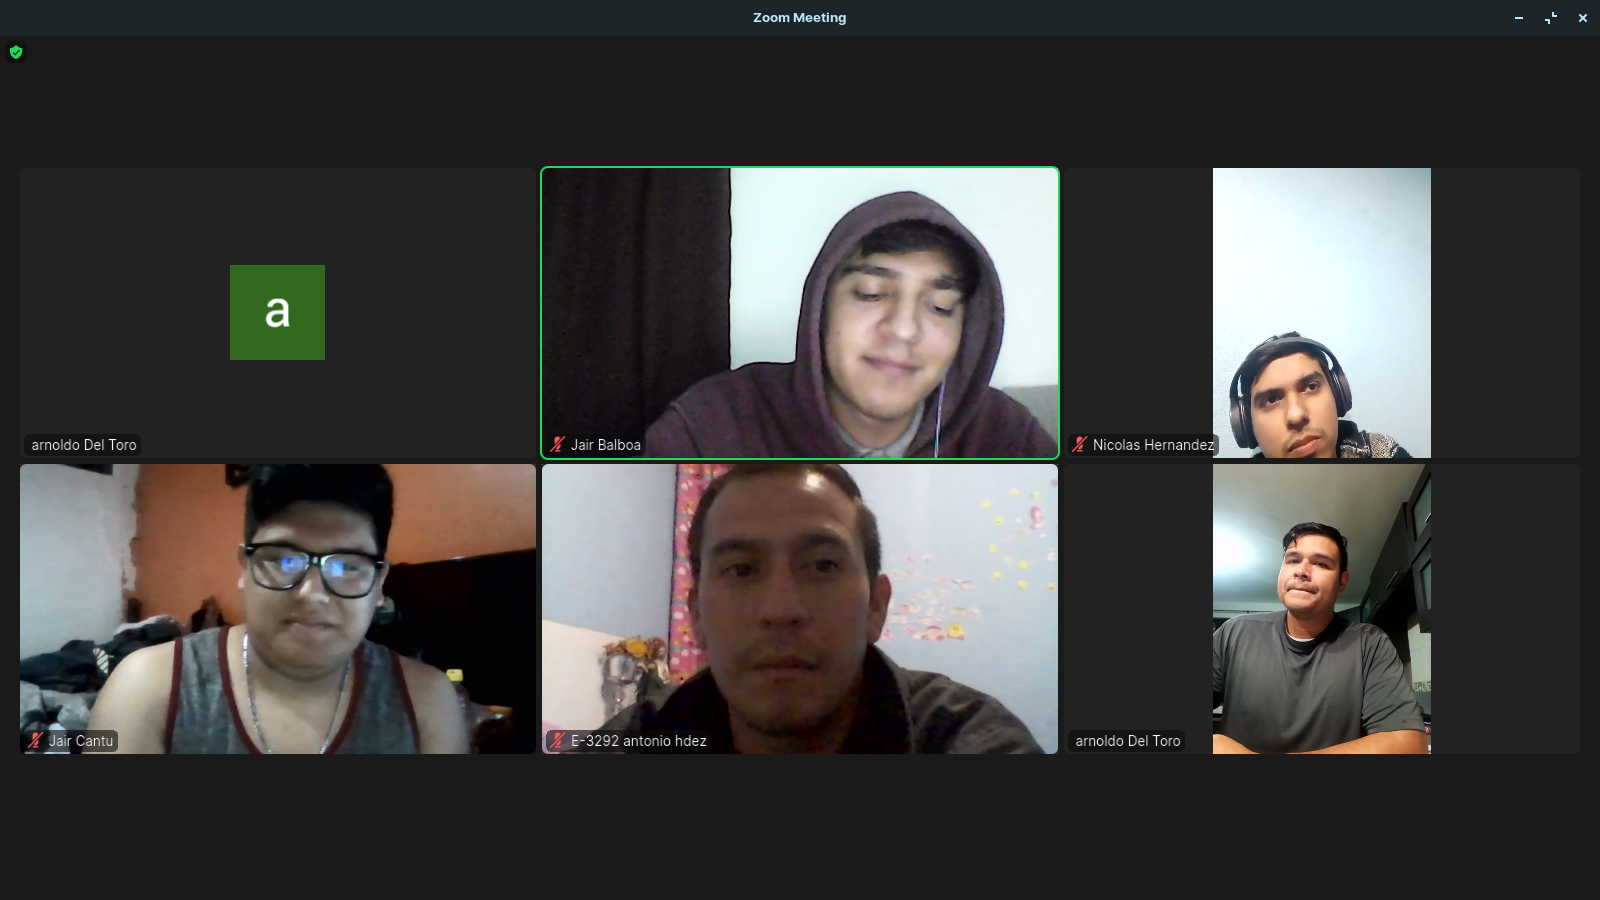 Zoom Meeting
a
arnoldo Del Toro
Jair Balboa
Nicolas Hernandez
Jair Cantu
E-3292 antonio hdez
arnoldo Del Toro